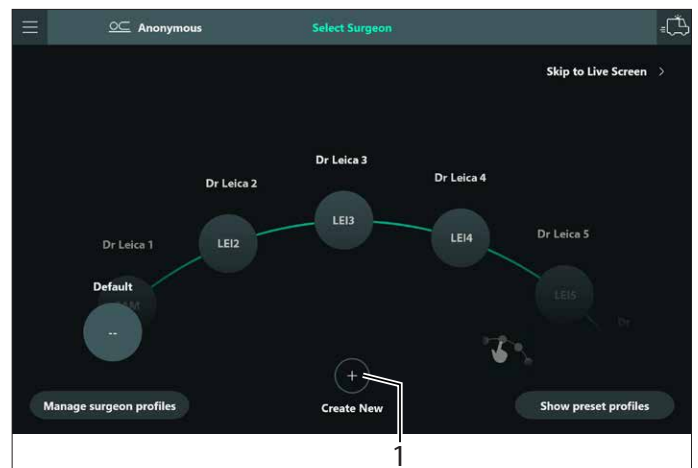 Anonymous
Select Surgeon
Skip to Live Screen
Dr Leica 3
Dr Leica 2
Dr Leica 4
LEI3
Dr Leica 1
LEI2
LEI4
Dr Leica 5
Default
LEI5
--
Dr
+
Manage surgeon profiles
Create New
Show preset profiles
1